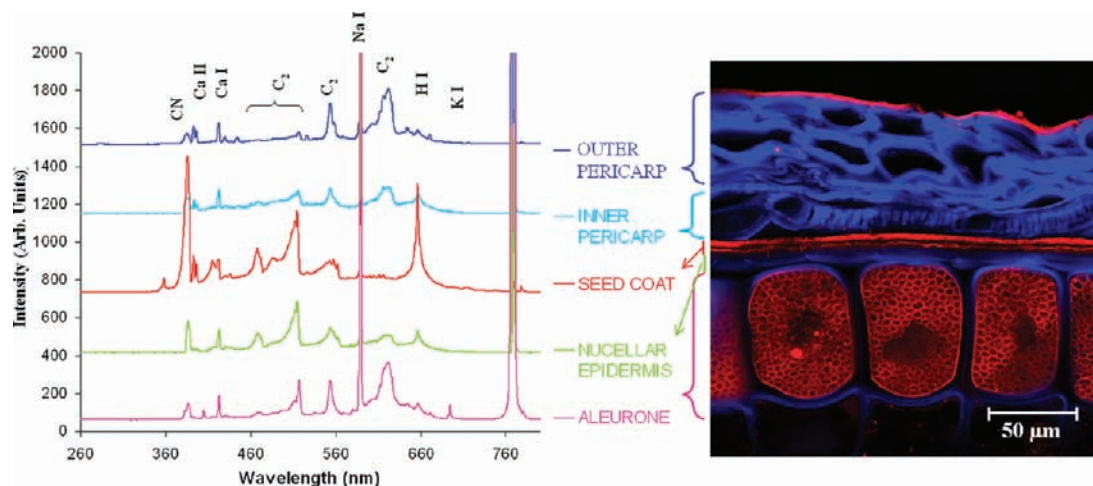 Intensity (Arb. Units)
2000
1800
1600
1400
1200
1000
800
600
400
200
0
CN
Ca II
Ca I
C₂
C₂
Na I
C₂
H I
K I
260
360
460
560
660
760
Wavelength (nm)
OUTER
PERICARP
INNER
PERICARP
SEED COAT
NUCELLAR
EPIDERMIS
ALEURONE
50 µm